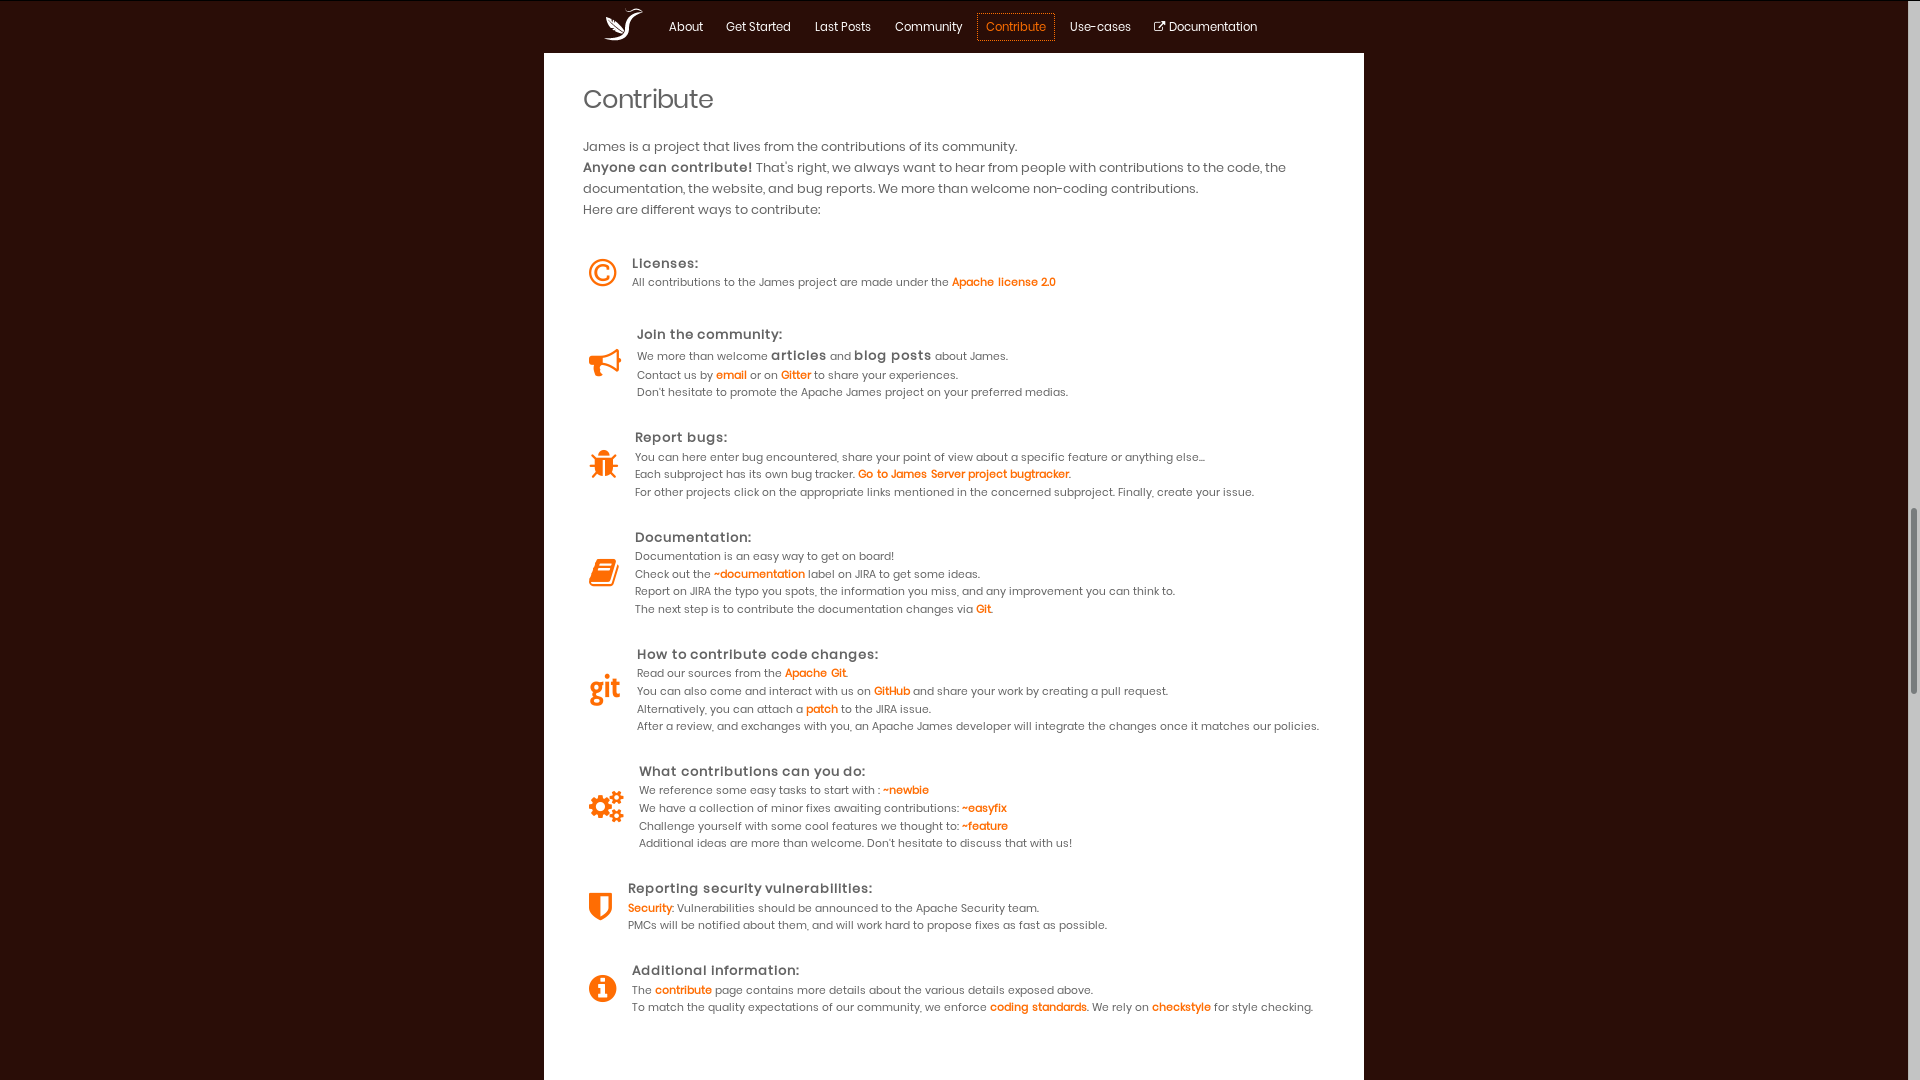 About Get Started Last Posts Community Contribute Use-cases Documentation
Contribute
James is a project that lives from the contributions of its community.
Anyone can contribute! That's right, we always want to hear from people with contributions to the code, the
documentation, the website, and bug reports. We more than welcome non-coding contributions.
Here are different ways to contribute:
Licenses:
All contributions to the James project are made under the Apache license 2.0
Join the community:
We more than welcome articles and blog posts about James.
Contact us by email or on Gitter to share your experiences.
Don't hesitate to promote the Apache James project on your preferred medias.
Report bugs:
You can here enter bug encountered, share your point of view about a specific feature or anything else...
Each subproject has its own bug tracker. Go to James Server project bugtracker.
For other projects click on the appropriate links mentioned in the concerned subproject. Finally, create your issue.
Documentation:
Documentation is an easy way to get on board!
Check out the ~documentation label on JIRA to get some ideas.
Report on JIRA the typo you spots, the information you miss, and any improvement you can think to.
The next step is to contribute the documentation changes via Git.
git
How to contribute code changes:
Read our sources from the Apache Git.
You can also come and interact with us on GitHub and share your work by creating a pull request.
Alternatively, you can attach a patch to the JIRA issue.
After a review, and exchanges with you, an Apache James developer will integrate the changes once it matches our policies.
What contributions can you do:
We reference some easy tasks to start with : ~newbie
We have a collection of minor fixes awaiting contributions: ~easyfix
Challenge yourself with some cool features we thought to: ~feature
Additional ideas are more than welcome. Don't hesitate to discuss that with us!
Reporting security vulnerabilities:
Security: Vulnerabilities should be announced to the Apache Security team.
PMCs will be notified about them, and will work hard to propose fixes as fast as possible.
Additional information:
The contribute page contains more details about the various details exposed above.
To match the quality expectations of our community, we enforce coding standards. We rely on checkstyle for style checking.